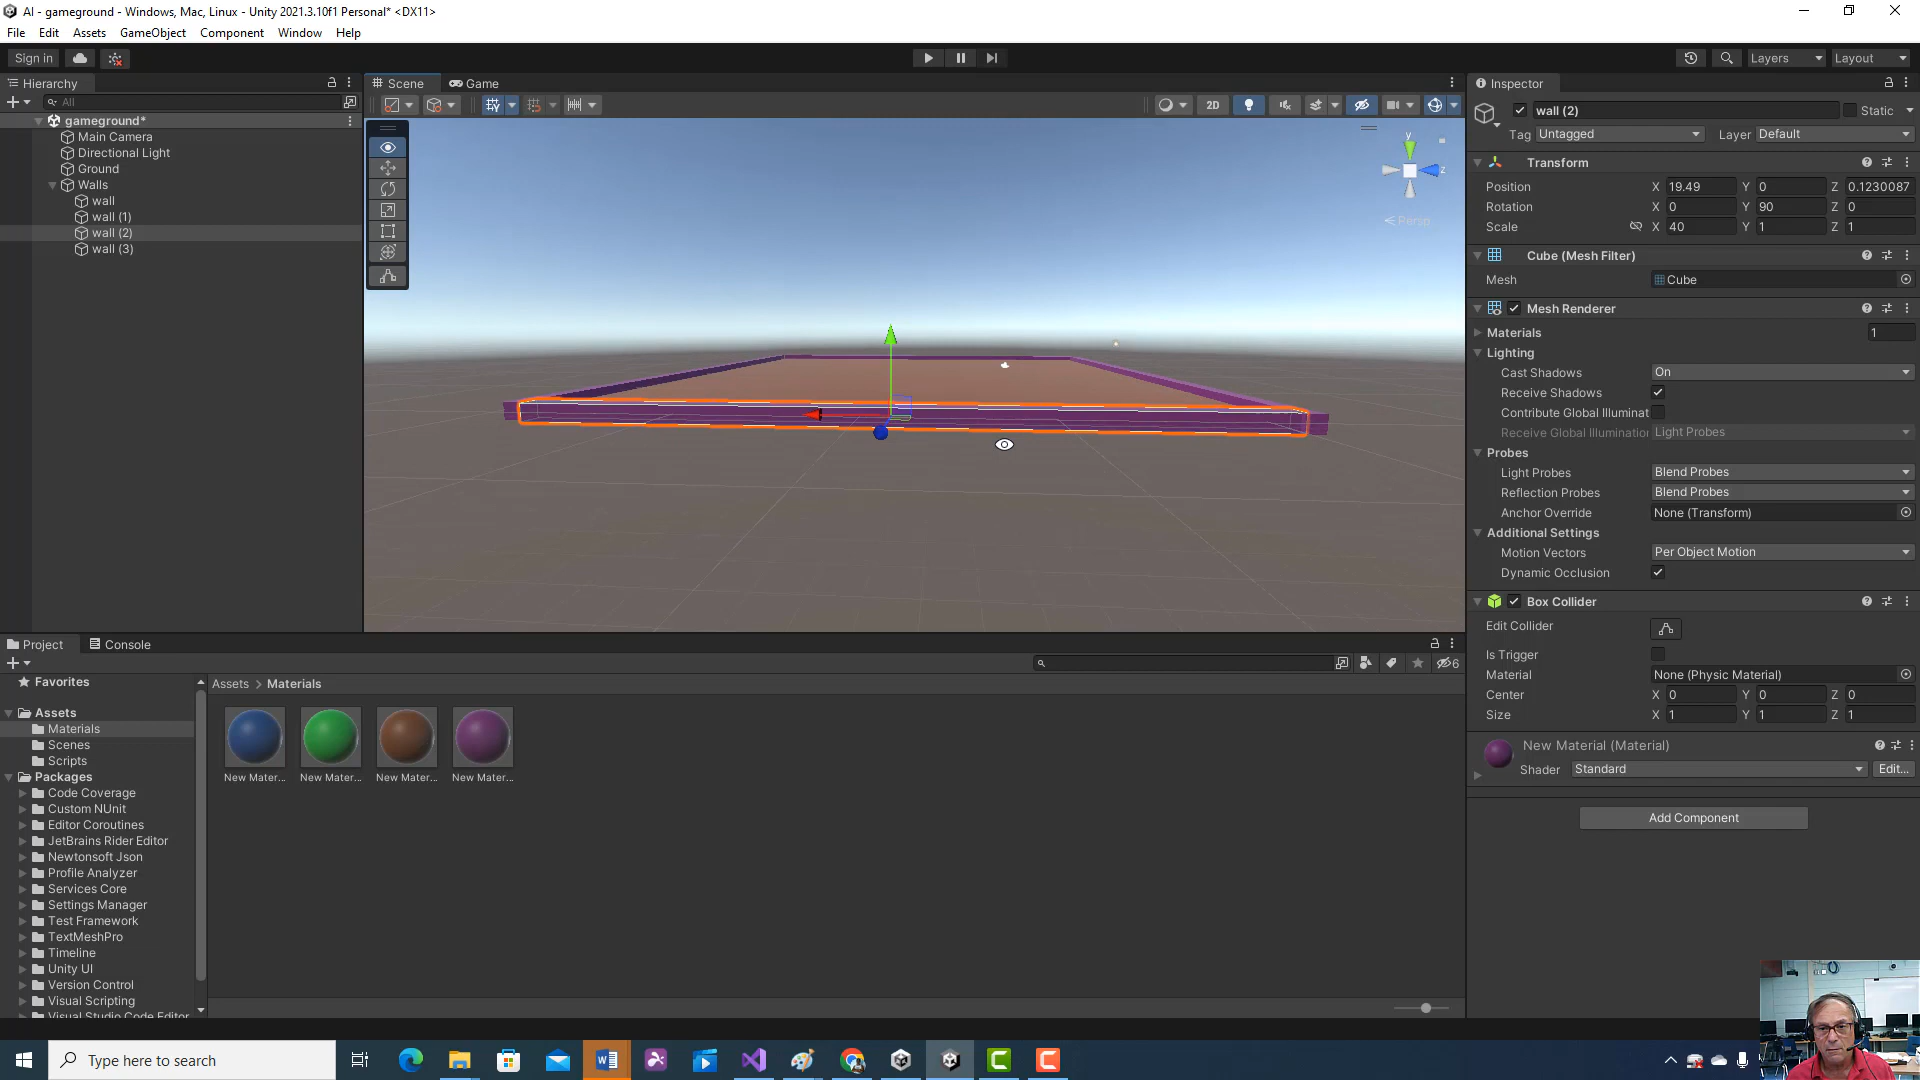 AI - gameground - Windows, Mac, Linux - Unity 2021.3.10f1 Personal* <DX11>
File Edit Assets GameObject Component Window Help
Sign in
Layers
Layout
Hierarchy
All
gameground*
Main Camera
Directional Light
Ground
Walls
wall
wall (1)
wall (2)
wall (3)
Scene
Game
2D
y
z
Persp
Inspector
wall (2)
Static
Tag Untagged Layer Default
Transform
Position X 19.49 Y 0 Z 0.1230087
Rotation X 0 Y 90 Z 0
Scale X 40 Y 1 Z 1
Cube (Mesh Filter)
Mesh Cube
Mesh Renderer
Materials 1
Lighting
Cast Shadows On
Receive Shadows
Contribute Global Illuminat
Receive Global Illumination Light Probes
Probes
Light Probes Blend Probes
Reflection Probes Blend Probes
Anchor Override None (Transform)
Additional Settings
Motion Vectors Per Object Motion
Dynamic Occlusion
Box Collider
Edit Collider
Is Trigger
Material None (Physic Material)
Center X 0 Y 0 Z 0
Size X 1 Y 1 Z 1
New Material (Material)
Shader Standard Edit...
Add Component
Project
Console
6
Favorites
Assets
Materials
Scenes
Scripts
Packages
Code Coverage
Custom NUnit
Editor Coroutines
JetBrains Rider Editor
Newtonsoft Json
Profile Analyzer
Services Core
Settings Manager
Test Framework
TextMeshPro
Timeline
Unity UI
Version Control
Visual Scripting
Visual Studio Code Editor
Assets > Materials
New Mater... New Mater... New Mater... New Mater...
Type here to search